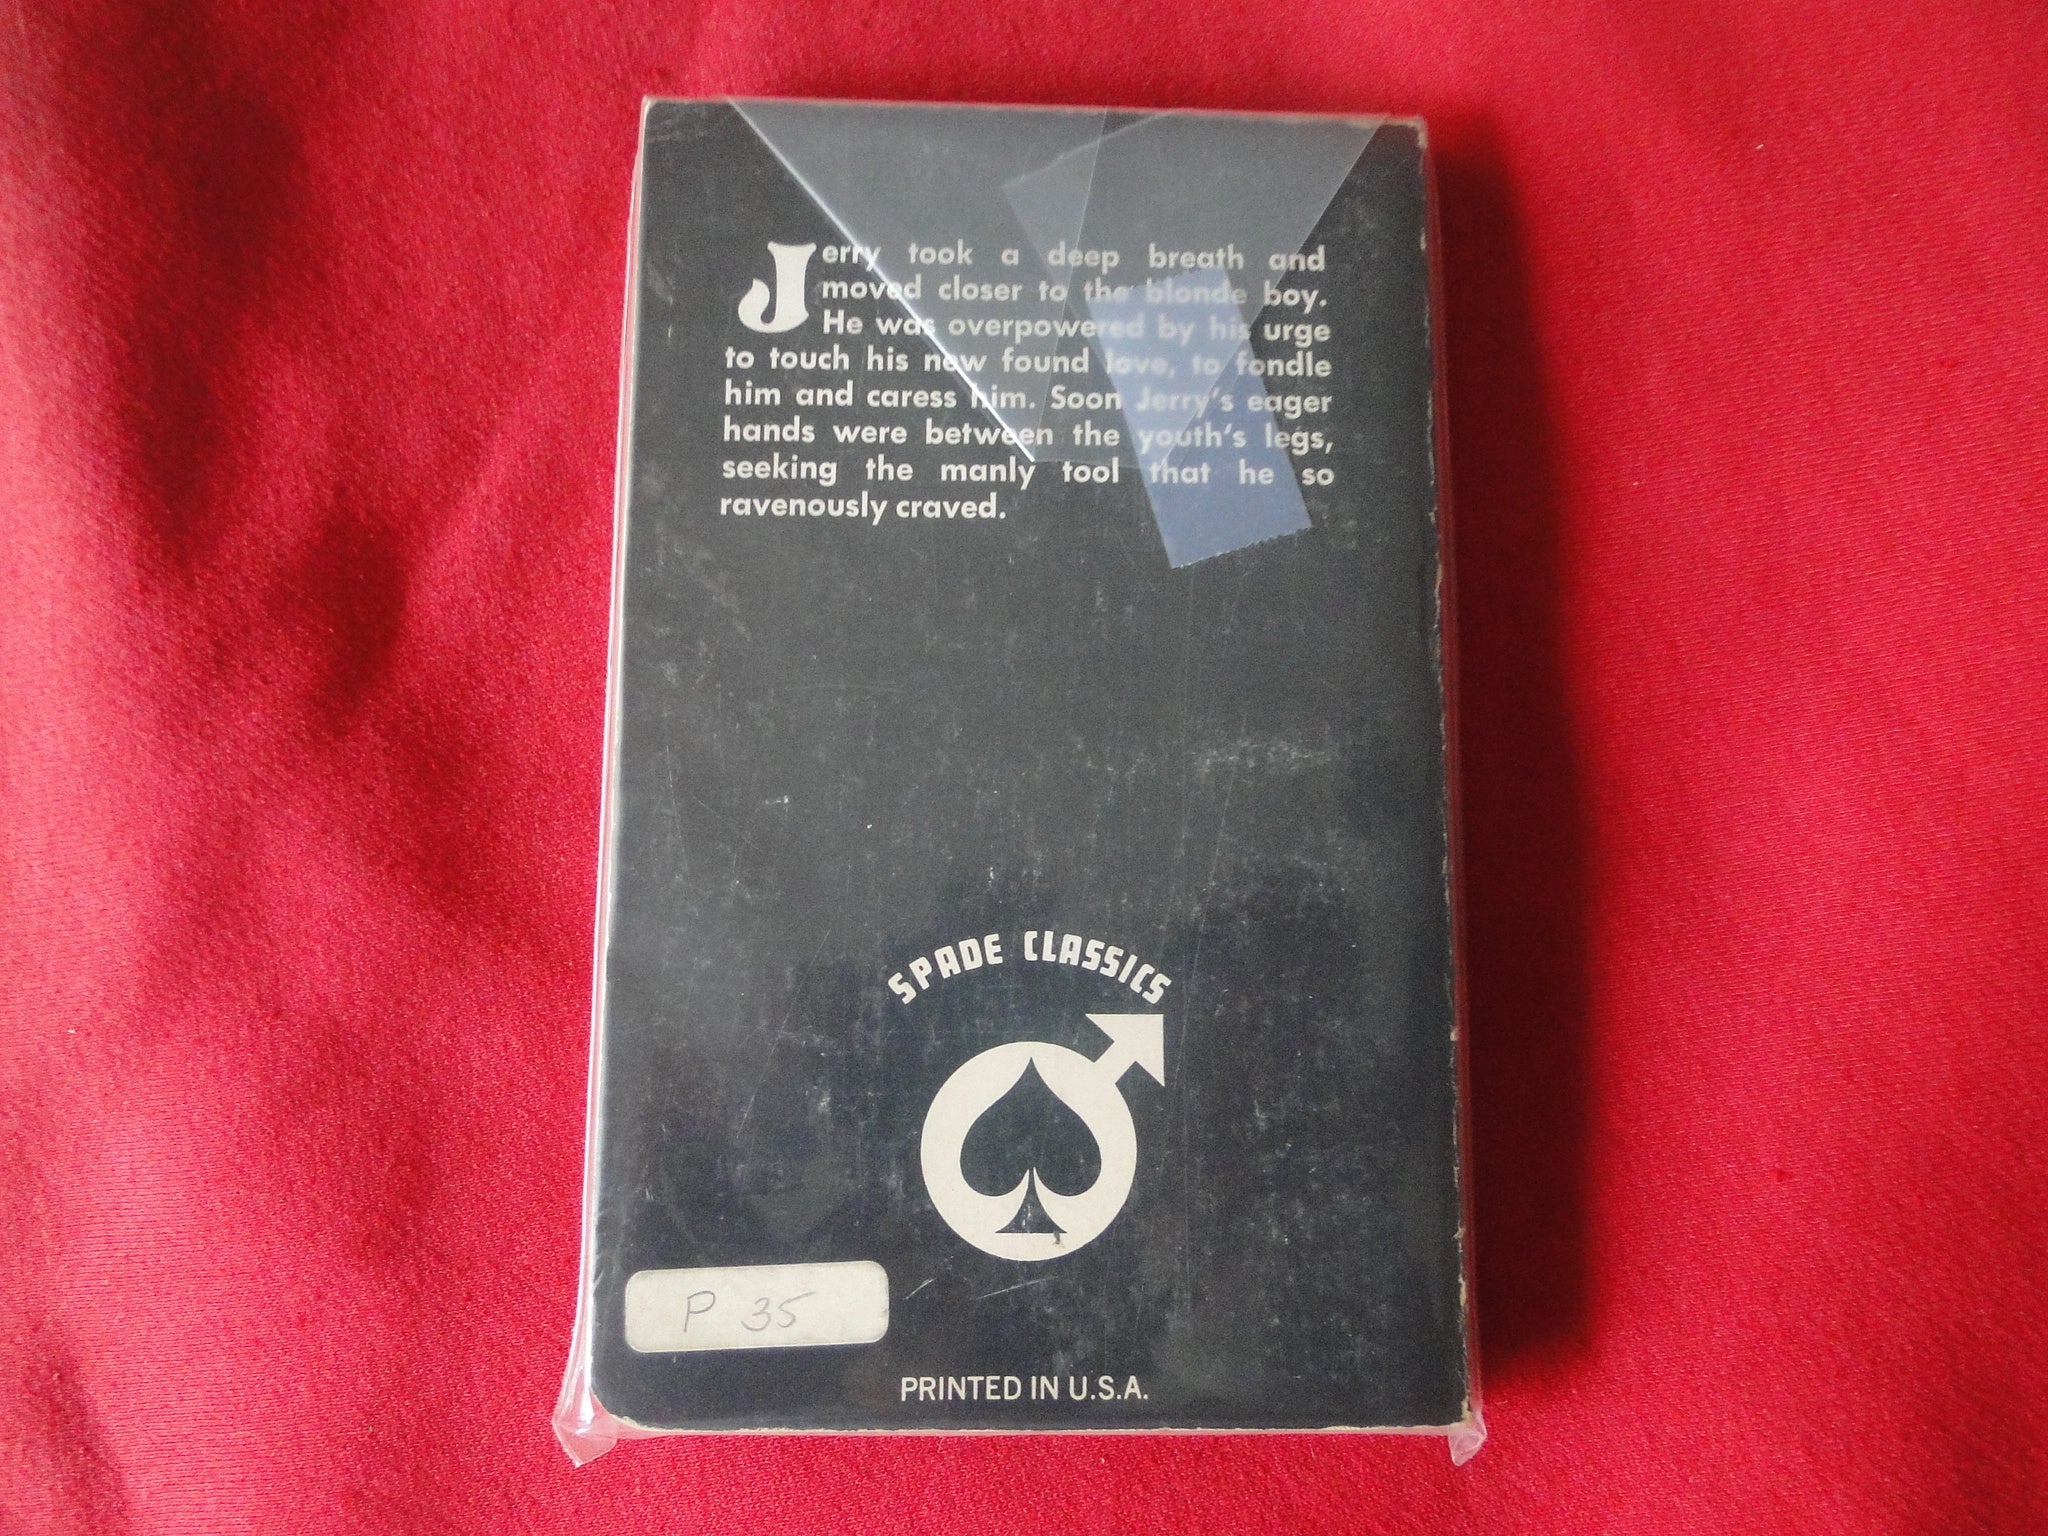 Jerry took a deep breath and
moved closer to the blonde boy.
He was overpowered by his urge
to touch his new found love, to fondle
him and caress him. Soon Jerry's eager
hands were between the youth's legs,
seeking the manly tool that he so
ravenously craved.
SPADE CLASSICS
P 35
PRINTED IN U.S.A.